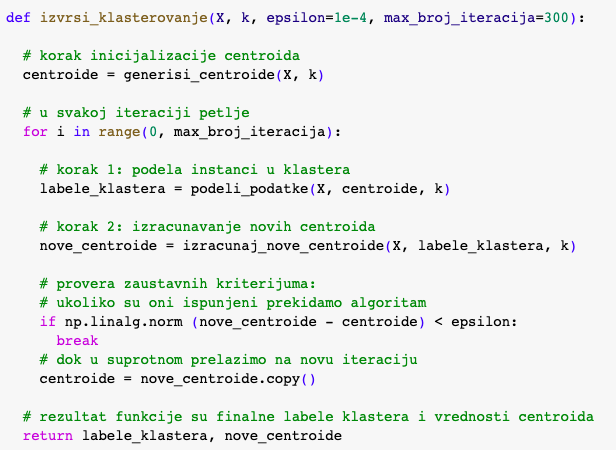 def izvrsi_klasterovanje(X, k, epsilon=1e-4, max_broj_iteracija=300):
# korak inicijalizacije centroida
centroide = generisi_centroide(X, k)
# u svakoj iteraciji petlje
for i in range(0, max_broj_iteracija):
# korak 1: podela instanci u klastera
labele_klastera = podeli_podatke(X, centroide, k)
# korak 2: izracunavanje novih centroida
nove_centroide = izracunaj_nove_centroide(X, labele_klastera, k)
# provera zaustavnih kriterijuma:
# ukoliko su oni ispunjeni prekidamo algoritam
if np.linalg.norm (nove_centroide - centroide) < epsilon:
break
# dok u suprotnom prelazimo na novu iteraciju
centroide = nove_centroide.copy()
# rezultat funkcije su finalne labele klastera i vrednosti centroida
return labele_klastera, nove_centroide